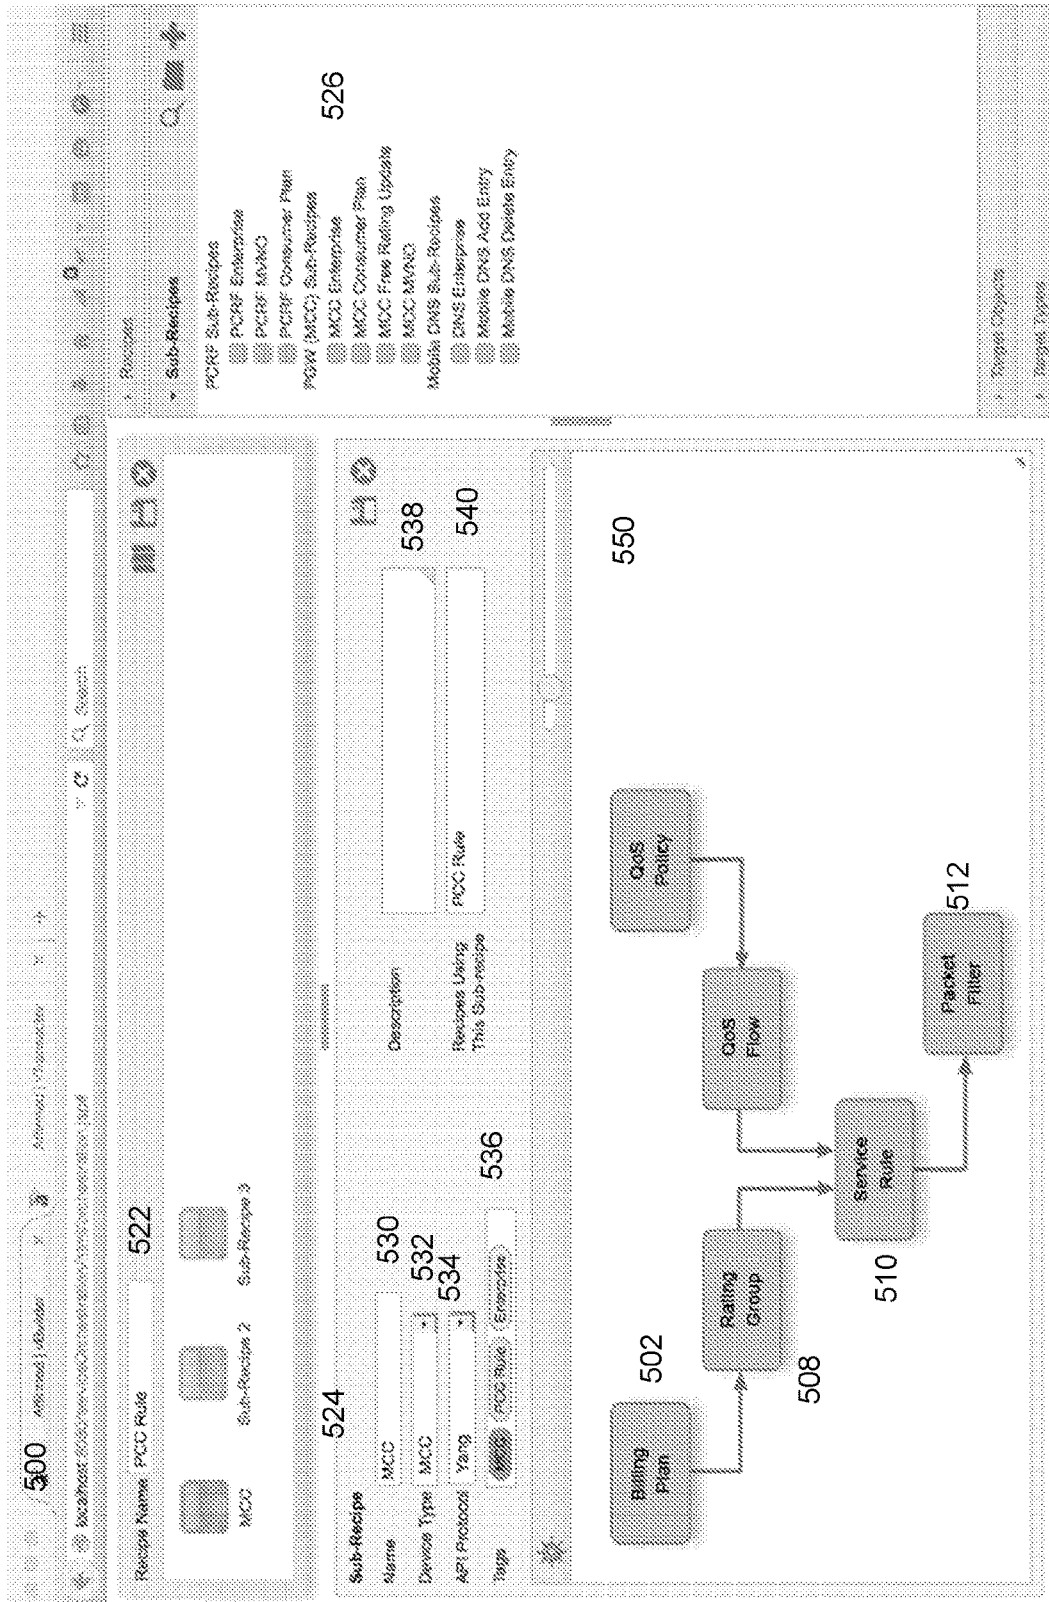 500
Search
Recipe Name PCC Rule
522
MCC
Sub-Recipe 2
Sub-Recipe 3
524
Sub-Recipe
Name MCC
530
Device Type MCC
532
API Protocol Yang
534
Tags
PCC Rule
Enterprise
536
Description
538
Recipes Using
This Sub-recipe
PCC Rule
540
550
Billing
Plan
502
Rating
Group
508
Service
Rule
510
QoS
Flow
QoS
Policy
Packet
Filter
512
Recipes
Sub-Recipes
526
PCRF Sub-Recipes
PCRF Enterprise
PCRF MVNO
PCRF Consumer Plan
PGW (MCC) Sub-Recipes
MCC Enterprise
MCC Consumer Plan
MCC Free Rating Update
MCC MVNO
Mobile DNS Sub-Recipes
DNS Enterprise
Mobile DNS Add Entry
Mobile DNS Delete Entry
Target Objects
Target Types